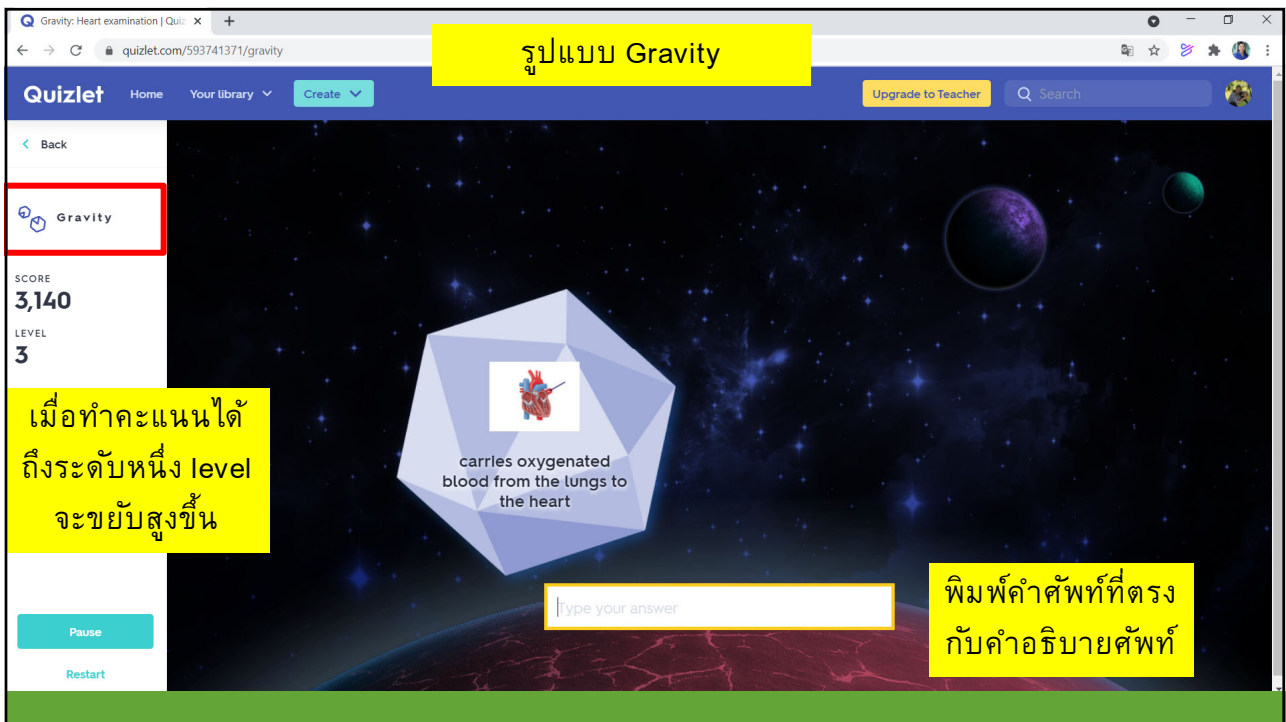 Gravity: Heart examination | Quiz
quizlet.com/593741371/gravity
รูปแบบ Gravity
Quizlet
Home
Your library
Create
Upgrade to Teacher
Search
Back
Gravity
SCORE
3,140
LEVEL
3
เมื่อทำคะแนนได้
ถึงระดับหนึ่ง level
จะขยับสูงขึ้น
carries oxygenated
blood from the lungs to
the heart
Type your answer
พิมพ์คำศัพท์ที่ตรง
กับคำอธิบายศัพท์
Pause
Restart